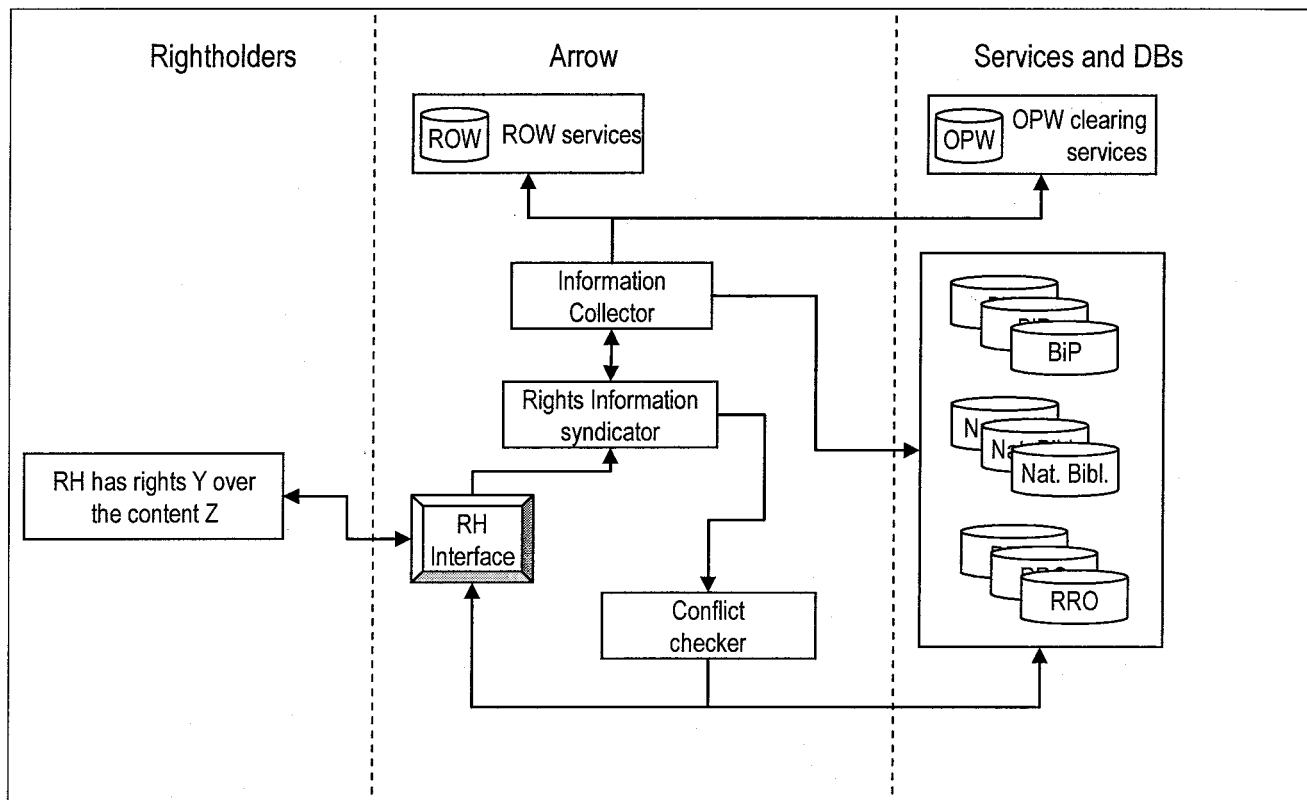 Rightholders
Arrow
Services and DBs
ROW
ROW services
OPW
OPW clearing
services
Information
Collector
BiP
Rights Information
syndicator
Nat. Bibl.
RH has rights Y over
the content Z
RH
Interface
RRO
Conflict
checker